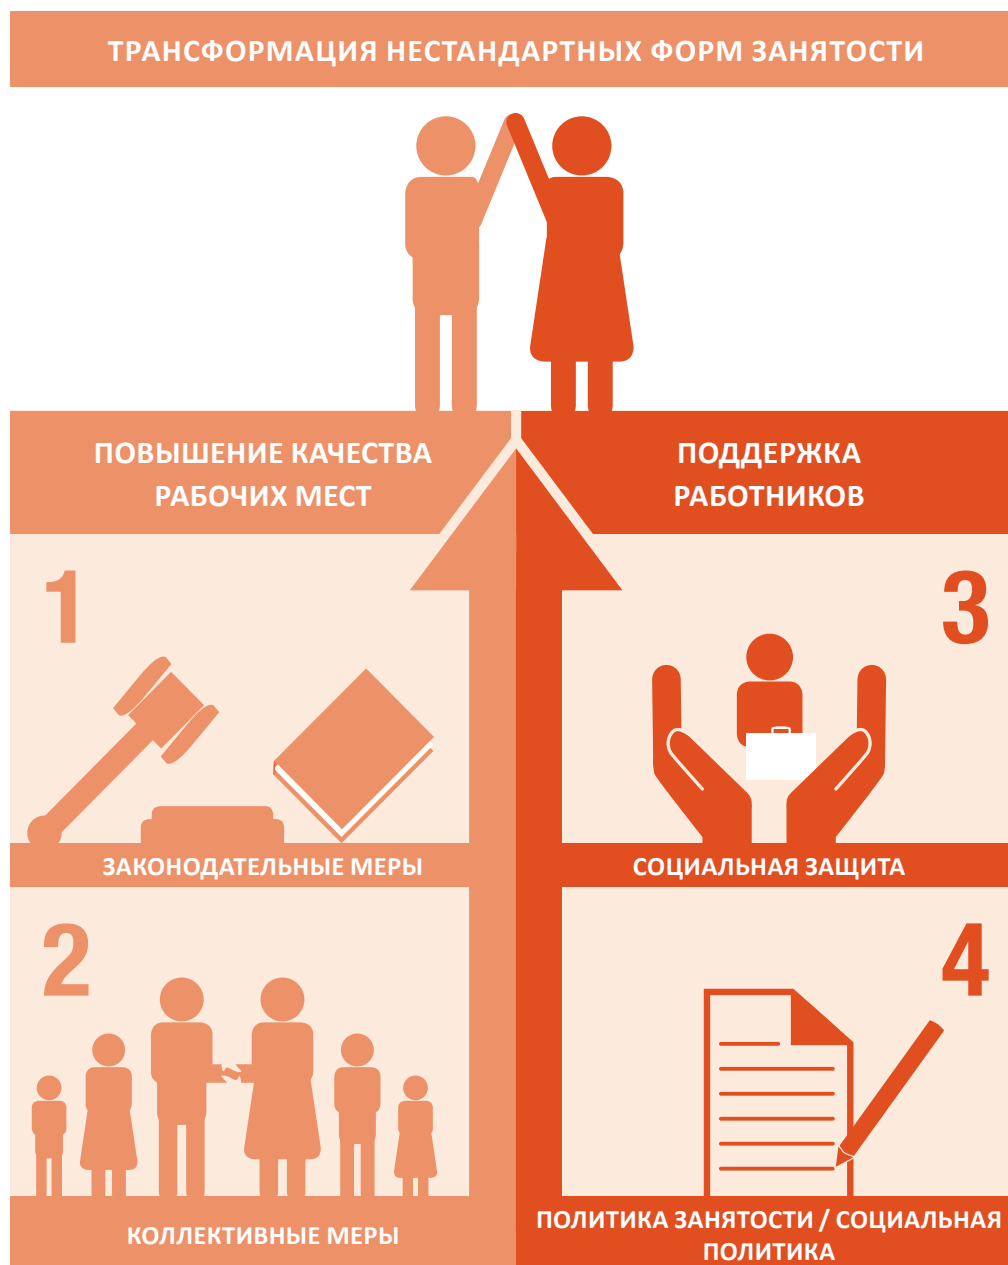 ТРАНСФОРМАЦИЯ НЕСТАНДАРТНЫХ ФОРМ ЗАНЯТОСТИ
ПОВЫШЕНИЕ КАЧЕСТВА
РАБОЧИХ МЕСТ
1
ЗАКОНОДАТЕЛЬНЫЕ МЕРЫ
2
КОЛЛЕКТИВНЫЕ МЕРЫ
ПОДДЕРЖКА
РАБОТНИКОВ
3
СОЦИАЛЬНАЯ ЗАЩИТА
4
ПОЛИТИКА ЗАНЯТОСТИ / СОЦИАЛЬНАЯ
ПОЛИТИКА